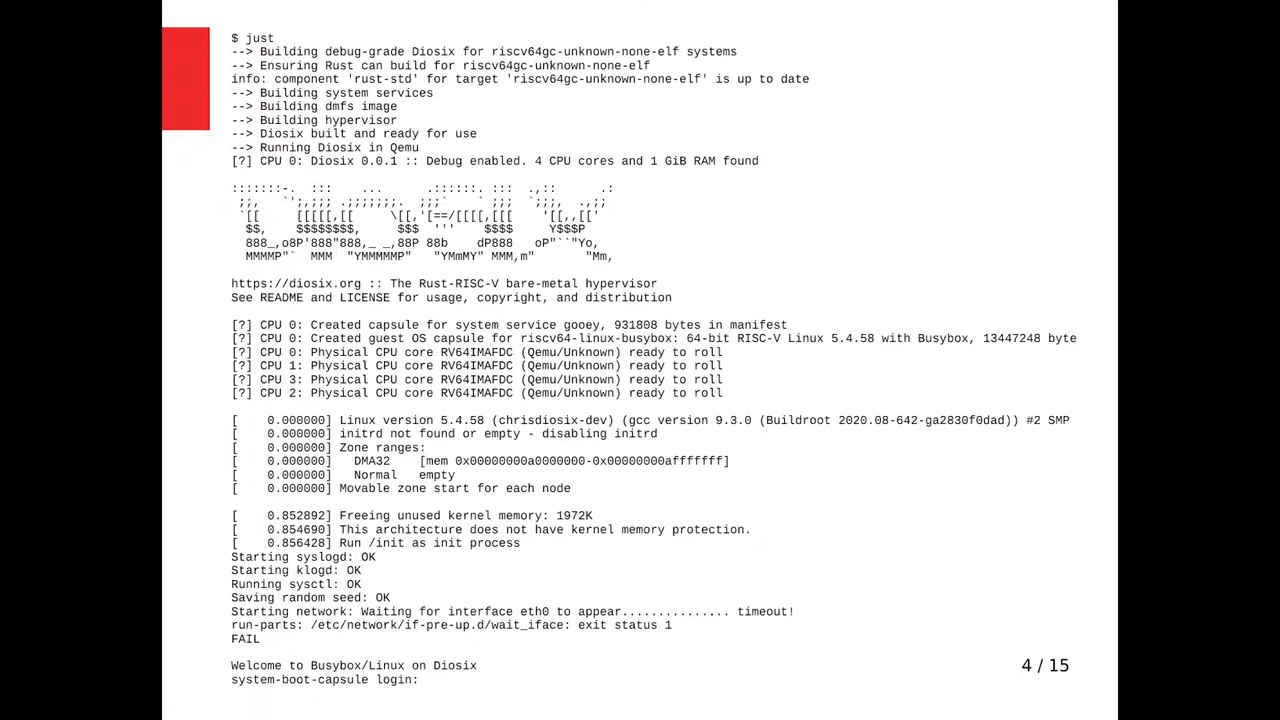 $ just
--> Building debug-grade Diosix for riscv64gc-unknown-none-elf systems
--> Ensuring Rust can build for riscv64gc-unknown-none-elf
info: component 'rust-std' for target 'riscv64gc-unknown-none-elf' is up to date
--> Building system services
--> Building dmfs image
--> Building hypervisor
--> Diosix built and ready for use
--> Running Diosix in Qemu
[?] CPU 0: Diosix 0.0.1 :: Debug enabled. 4 CPU cores and 1 GiB RAM found
:::::::-.  :::    ...      .::::::. :::  .,::      .:
 ;;,   `';,;;; .;;;;;;;.  ;;;`    ` ;;;  `;;;, .,;;
 `[[     [[[[[,[[     \[[,'[==/[[[[,[[[    '[[,,[['
  $$,    $$$$$$$$,     $$$  '''    $$$$     Y$$$P
  888_,o8P'888"888,_ _,88P 88b    dP888   oP"``"Yo,
  MMMMP"`  MMM  "YMMMMMP"   "YMmMY" MMM,m"       "Mm,
https://diosix.org :: The Rust-RISC-V bare-metal hypervisor
See README and LICENSE for usage, copyright, and distribution
[?] CPU 0: Created capsule for system service gooey, 931808 bytes in manifest
[?] CPU 0: Created guest OS capsule for riscv64-linux-busybox: 64-bit RISC-V Linux 5.4.58 with Busybox, 13447248 byte
[?] CPU 0: Physical CPU core RV64IMAFDC (Qemu/Unknown) ready to roll
[?] CPU 1: Physical CPU core RV64IMAFDC (Qemu/Unknown) ready to roll
[?] CPU 3: Physical CPU core RV64IMAFDC (Qemu/Unknown) ready to roll
[?] CPU 2: Physical CPU core RV64IMAFDC (Qemu/Unknown) ready to roll
[    0.000000] Linux version 5.4.58 (chrisdiosix-dev) (gcc version 9.3.0 (Buildroot 2020.08-642-ga2830f0dad)) #2 SMP
[    0.000000] initrd not found or empty - disabling initrd
[    0.000000] Zone ranges:
[    0.000000]   DMA32    [mem 0x00000000a0000000-0x00000000afffffff]
[    0.000000]   Normal   empty
[    0.000000] Movable zone start for each node
[    0.852892] Freeing unused kernel memory: 1972K
[    0.854690] This architecture does not have kernel memory protection.
[    0.856428] Run /init as init process
Starting syslogd: OK
Starting klogd: OK
Running sysctl: OK
Saving random seed: OK
Starting network: Waiting for interface eth0 to appear............... timeout!
run-parts: /etc/network/if-pre-up.d/wait_iface: exit status 1
FAIL
Welcome to Busybox/Linux on Diosix
system-boot-capsule login:
4 / 15